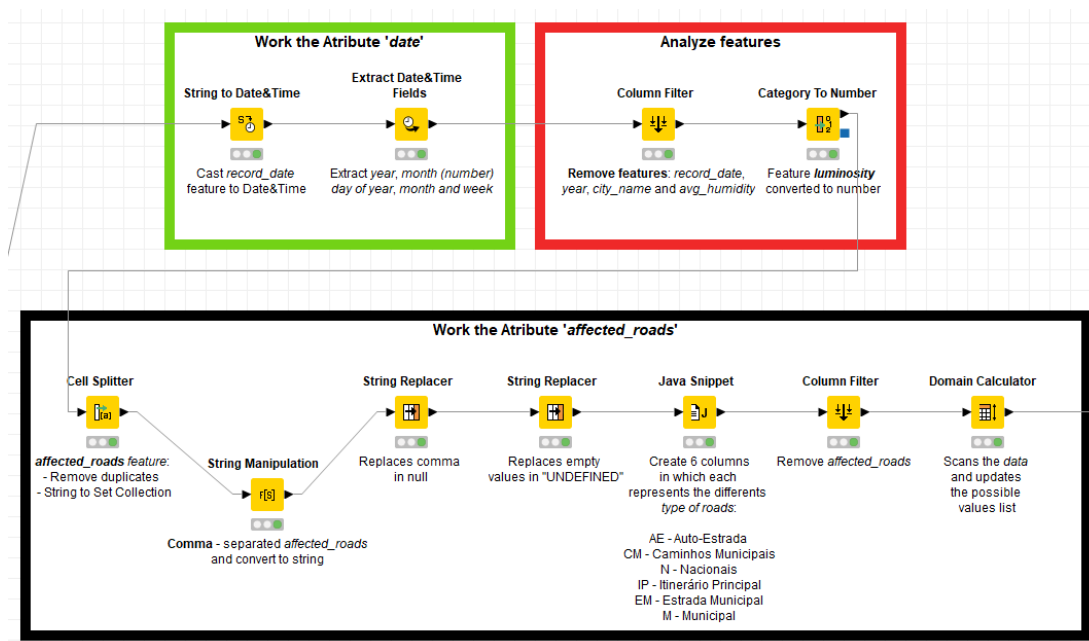 Work the Atribute 'date'
String to Date&Time
Cast record_date
feature to Date&Time
Extract Date&Time
Fields
Extract year, month (number)
day of year, month and week
Analyze features
Column Filter
Remove features: record_date,
year, city_name and avg_humidity
Category To Number
Feature luminosity
converted to number
Work the Atribute 'affected_roads'
Cell Splitter
affected_roads feature:
- Remove duplicates
- String to Set Collection
String Manipulation
Comma - separated affected_roads
and convert to string
String Replacer
Replaces comma
in null
String Replacer
Replaces empty
values in "UNDEFINED"
Java Snippet
Create 6 columns
in which each
represents the differents
type of roads:
AE - Auto-Estrada
CM - Caminhos Municipais
N - Nacionais
IP - Itinerário Principal
EM - Estrada Municipal
M - Municipal
Column Filter
Remove affected_roads
Domain Calculator
Scans the data
and updates
the possible
values list